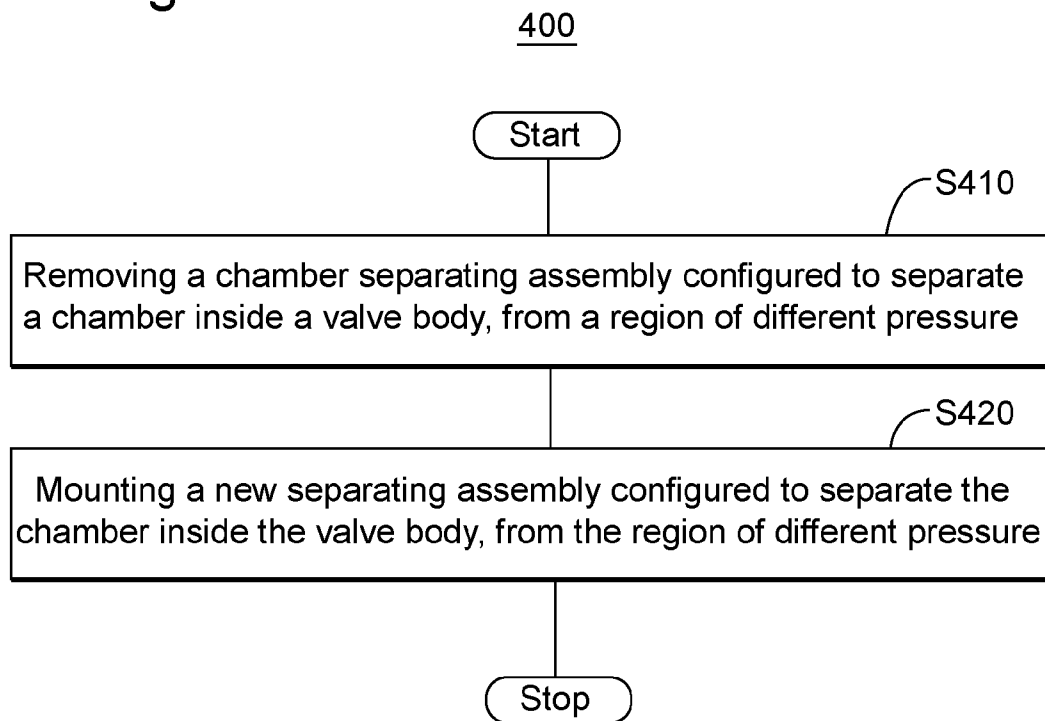 400
Start
S410
Removing a chamber separating assembly configured to separate
a chamber inside a valve body, from a region of different pressure
S420
Mounting a new separating assembly configured to separate the
chamber inside the valve body, from the region of different pressure
Stop